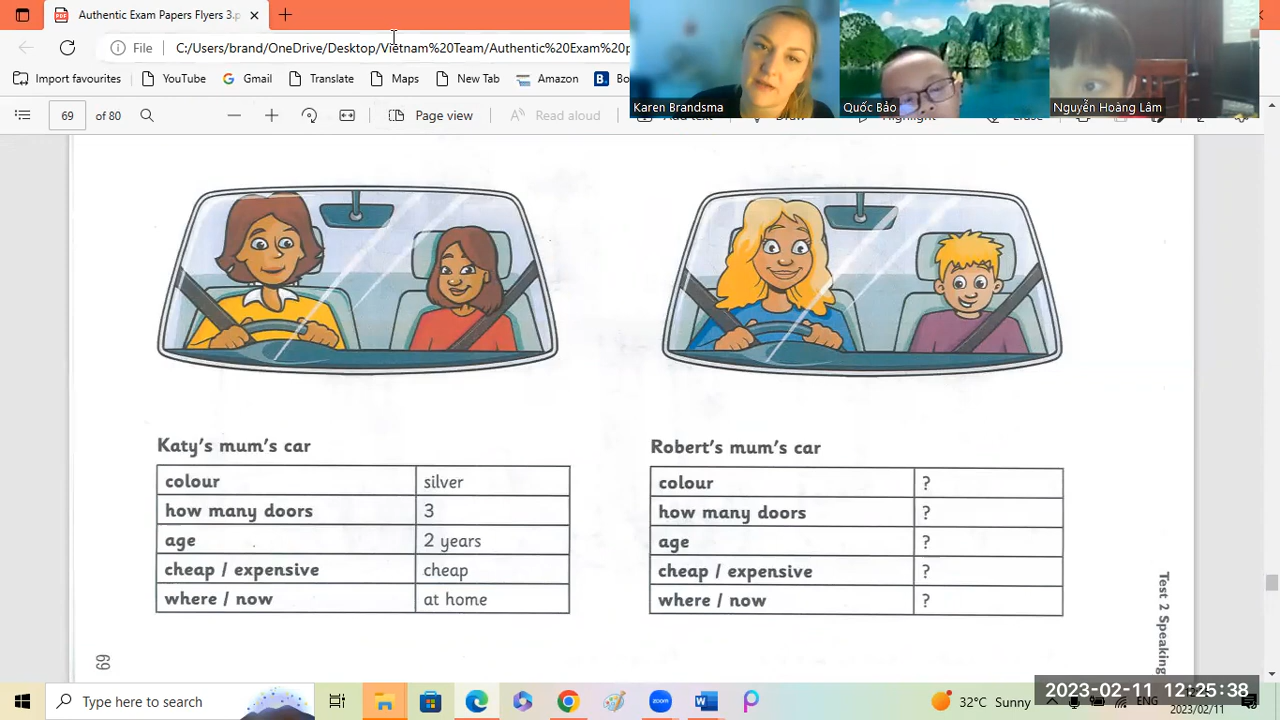 Authentic Exam Papers Flyers 3.p
File C:/Users/brand/OneDrive/Desktop/Vietnam%20Team/Authentic%20Exam%20p
Import favourites YouTube Gmail Translate Maps New Tab Amazon B. Bo
69 of 80 Page view Read aloud
Karen Brandsma Quốc Bảo Nguyễn Hoàng Lâm
Katy's mum's car
colour silver
how many doors 3
age 2 years
cheap / expensive cheap
where / now at home
Robert's mum's car
colour ?
how many doors ?
age ?
cheap / expensive ?
where / now ?
Test 2 Speaking
69
Type here to search
zoom
32°C Sunny
ENG
2023-02-11 12:25:38
2023/02/11